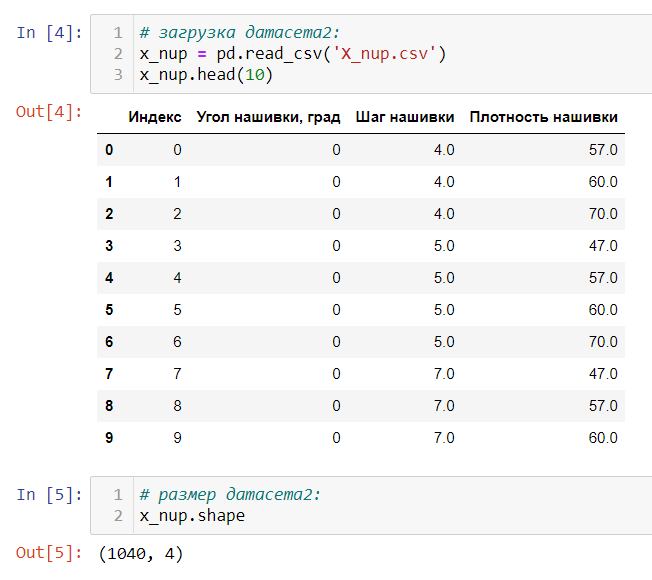 In [4]:
1 # загрузка датасета2:
2 x_nup = pd.read_csv('X_nup.csv')
3 x_nup.head(10)
Out[4]:
Индекс Угол нашивки, град Шаг нашивки Плотность нашивки
0 0 0 4.0 57.0
1 1 0 4.0 60.0
2 2 0 4.0 70.0
3 3 0 5.0 47.0
4 4 0 5.0 57.0
5 5 0 5.0 60.0
6 6 0 5.0 70.0
7 7 0 7.0 47.0
8 8 0 7.0 57.0
9 9 0 7.0 60.0
In [5]:
1 # размер датасета2:
2 x_nup.shape
Out[5]: (1040, 4)